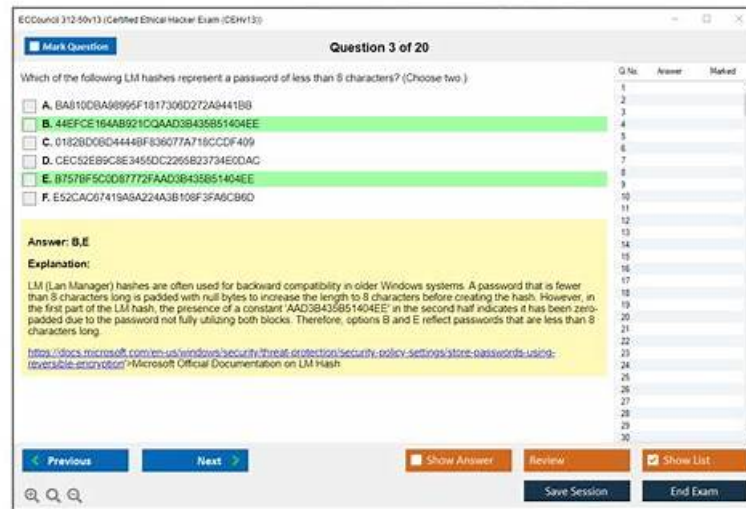 ECCouncil 312-50v13 (Certified Ethical Hacker Exam (CEHv13))
Mark Question
Question 3 of 20
Q.No. Answer Marked
Which of the following LM hashes represent a password of less than 8 characters? (Choose two.)
A. BA810DBA98995F1817306D272A9441BB
B. 44EFCE164AB921CQAAD3B435B51404EE
C. 0182BD0BD4444BF836077A718CCDF409
D. CEC52EB9C8E3455DC2265B23734E0DAC
E. B757BF5C0D87772FAAD3B435B51404EE
F. E52CAC67419A9A224A3B108F3FA6CB6D
Answer: B,E
Explanation:
LM (Lan Manager) hashes are often used for backward compatibility in older Windows systems. A password that is fewer
than 8 characters long is padded with null bytes to increase the length to 8 characters before creating the hash. However, in
the first part of the LM hash, the presence of a constant 'AAD3B435B51404EE' in the second half indicates it has been zero-
padded due to the password not fully utilizing both blocks. Therefore, options B and E reflect passwords that are less than 8
characters long.
https://docs.microsoft.com/en-us/windows/security/threat-protection/security-policy-settings/store-passwords-using-
reversible-encryption'>Microsoft Official Documentation on LM Hash
1
2
3
4
5
6
7
8
9
10
11
12
13
14
15
16
17
18
19
20
21
22
23
24
25
26
27
28
29
30
Previous
Next
Show Answer
Review
Show List
Save Session
End Exam